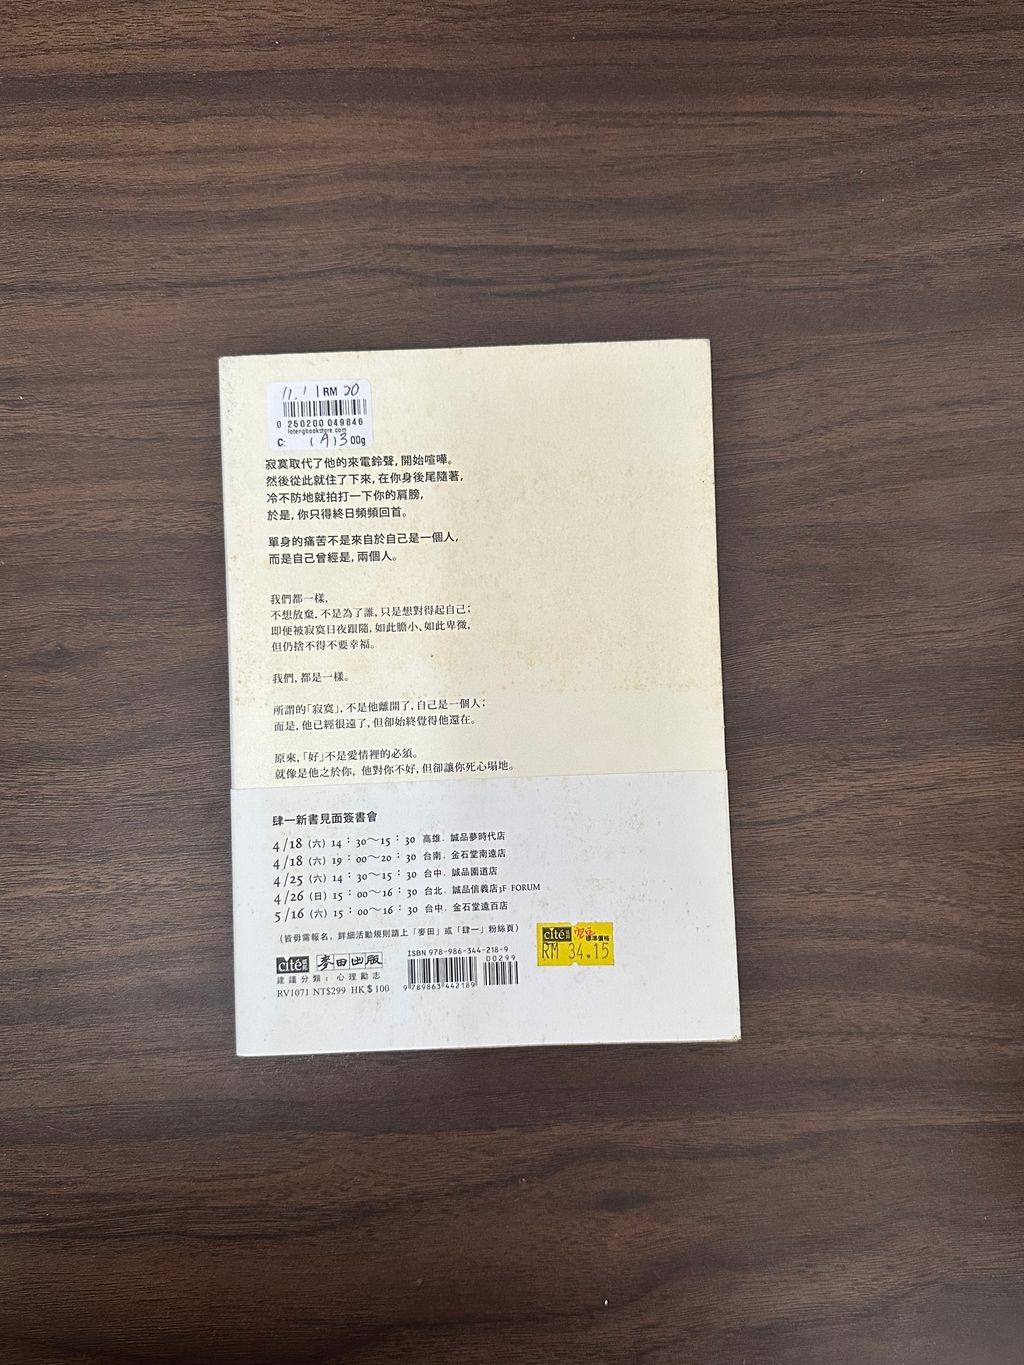 11.1 RM 20
0 250200 049846
lotengbookstore.com
C: (A)300g
寂寞取代了他的來電鈴聲,開始喧嘩。
然後從此就住了下來,在你身後尾隨著,
冷不防地就拍打一下你的肩膀,
於是,你只得終日頻頻回首。
單身的痛苦不是來自於自己是一個人,
而是自己曾經是,兩個人。
我們都一樣,
不想放棄,不是為了誰,只是想對得起自己;
即便被寂寞日夜跟隨,如此膽小、如此卑微,
但仍捨不得不要幸福。
我們,都是一樣。
所謂的「寂寞」,不是他離開了,自己是一個人;
而是,他已經很遠了,但卻始終覺得他還在。
原來,「好」不是愛情裡的必須。
就像是他之於你, 他對你不好,但卻讓你死心塌地。
肆一新書見面簽書會
4/18 (六) 14:30~15:30 高雄．誠品夢時代店
4/18 (六) 19:00~20:30 台南．金石堂南遠店
4/25 (六) 14:30~15:30 台中．誠品園道店
4/26 (日) 15:00~16:30 台北．誠品信義店3F FORUM
5/16 (六) 15:00~16:30 台中．金石堂遠百店
(皆毋需報名, 詳細活動規則請上「麥田」或「肆一」粉絲頁)
cité城邦 麥田出版
建議分類：心理勵志
RV1071 NT$299 HK$100
ISBN 978-986-344-218-9
00299
9 789863 442189
cité城邦 標準價格
RM 34.15